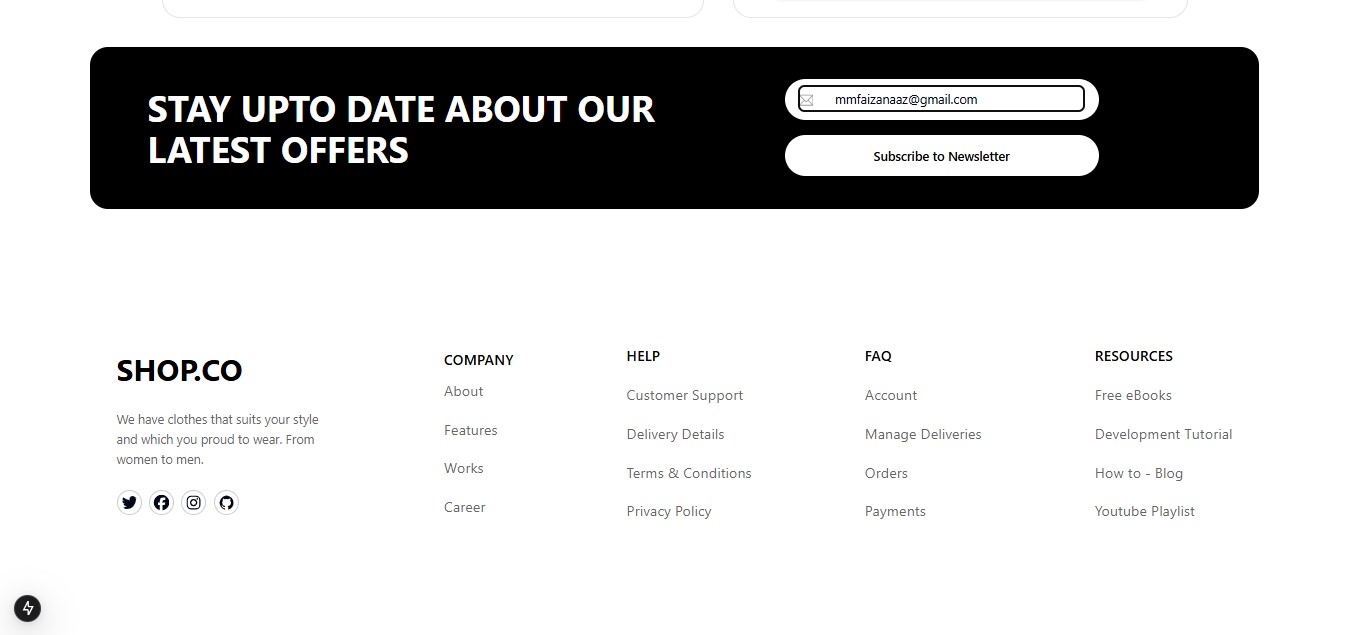 STAY UPTO DATE ABOUT OUR
LATEST OFFERS
mmfaizanaaz@gmail.com
Subscribe to Newsletter
SHOP.CO
We have clothes that suits your style
and which you proud to wear. From
women to men.
COMPANY
About
Features
Works
Career
HELP
Customer Support
Delivery Details
Terms & Conditions
Privacy Policy
FAQ
Account
Manage Deliveries
Orders
Payments
RESOURCES
Free eBooks
Development Tutorial
How to - Blog
Youtube Playlist